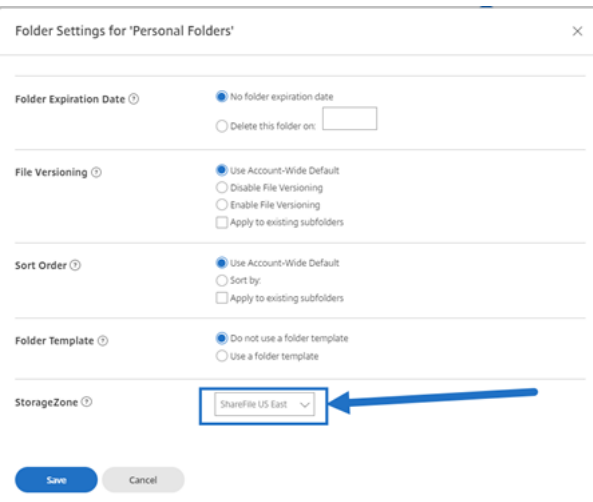 Folder Settings for 'Personal Folders'
Folder Expiration Date
No folder expiration date
Delete this folder on:
File Versioning
Use Account-Wide Default
Disable File Versioning
Enable File Versioning
Apply to existing subfolders
Sort Order
Use Account-Wide Default
Sort by:
Apply to existing subfolders
Folder Template
Do not use a folder template
Use a folder template
StorageZone
ShareFile US East
Save Cancel